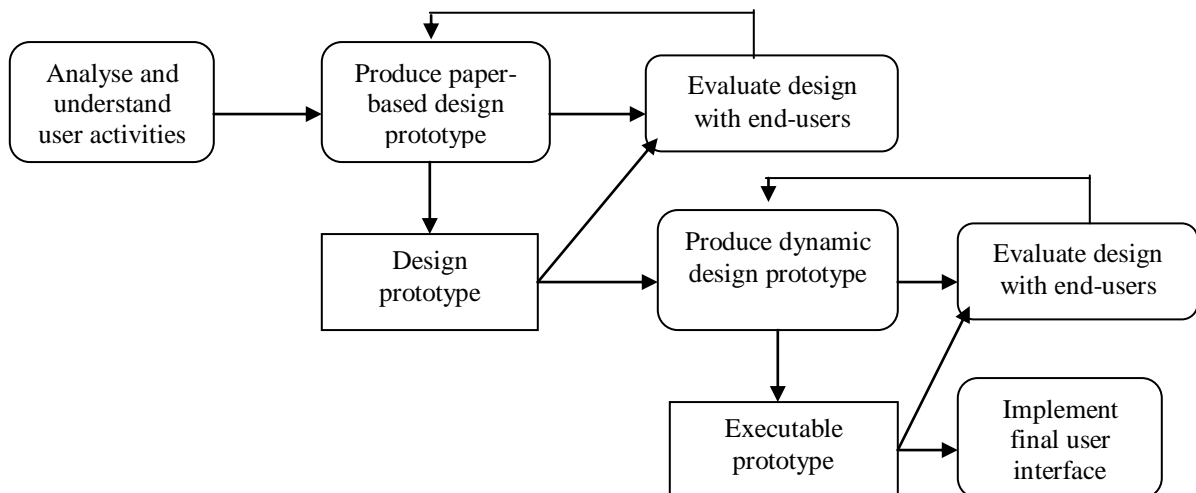 Analyse and
understand
user activities
Produce paper-
based design
prototype
Evaluate design
with end-users
Design
prototype
Produce dynamic
design prototype
Evaluate design
with end-users
Executable
prototype
Implement
final user
interface